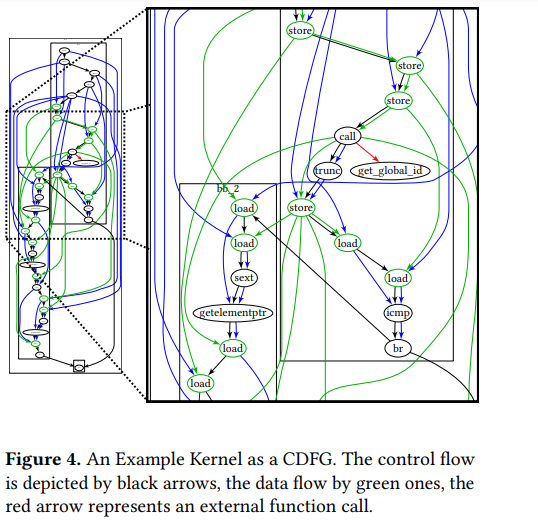 store
store
store
call
trunc
get_global_id
bb_2
load
store
load
load
sext
load
getelementptr
icmp
load
br
load
Figure 4. An Example Kernel as a CDFG. The control flow
is depicted by black arrows, the data flow by green ones, the
red arrow represents an external function call.